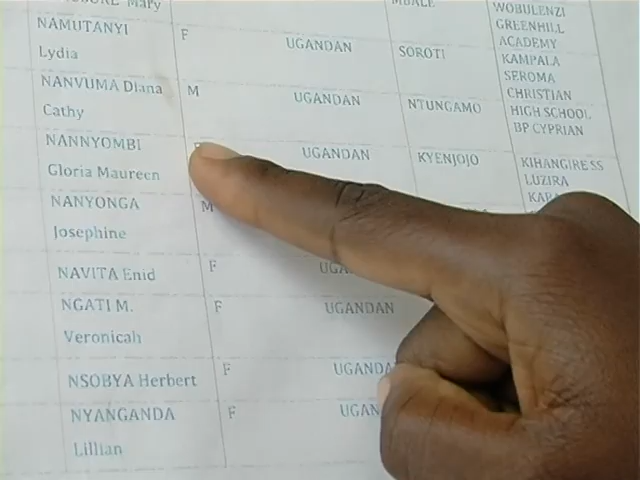 Mary MBALE WOBULENZI
GREENHILL
NAMUTANYI F UGANDAN SOROTI ACADEMY
Lydia KAMPALA
SEROMA
NANVUMA Diana M UGANDAN NTUNGAMO CHRISTIAN
Cathy HIGH SCHOOL
BP CYPRIAN
NANNYOMBI UGANDAN KYENJOJO KIHANGIRE SS
Gloria Maureen LUZIRA
NANYONGA M
Josephine
NAVITA Enid F
NGATI M. F UGANDAN
Veronicah
NSOBYA Herbert F UGANDA
NYANGANDA F UGAN
Lillian